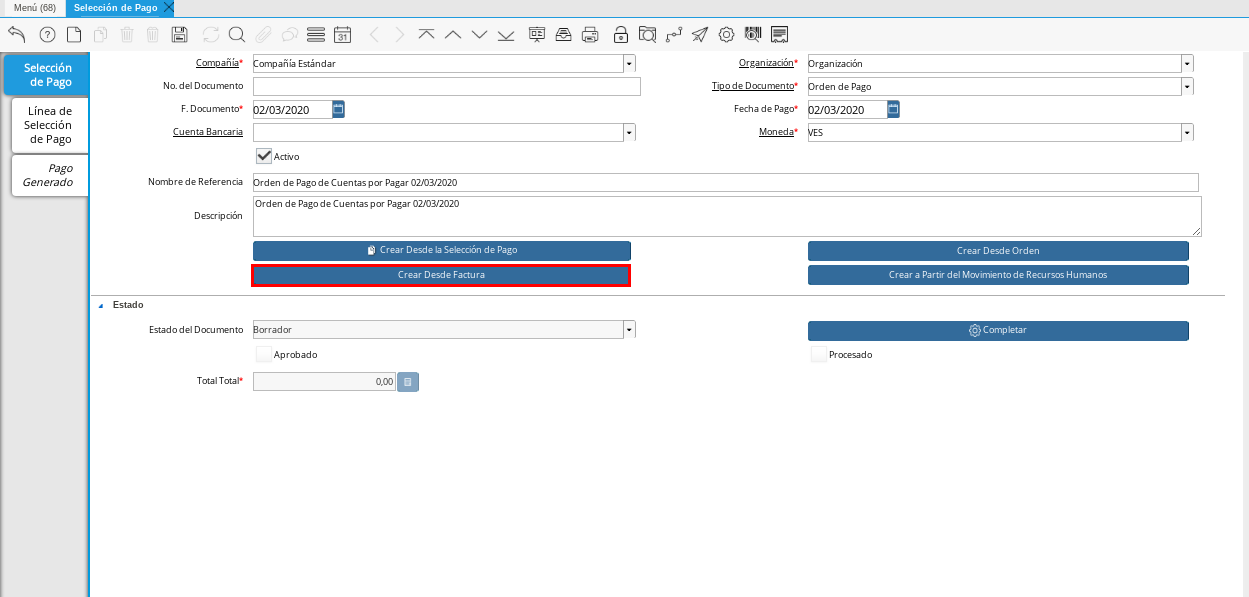 Menú (68) Selección de Pago
31
Selección de Pago
Línea de Selección de Pago
Pago Generado
Compañía* Compañía Estándar Organización* Organización
No. del Documento Tipo de Documento* Orden de Pago
F. Documento* 02/03/2020 Fecha de Pago* 02/03/2020
Cuenta Bancaria Moneda* VES
Activo
Nombre de Referencia Orden de Pago de Cuentas por Pagar 02/03/2020
Descripción Orden de Pago de Cuentas por Pagar 02/03/2020
Crear Desde la Selección de Pago Crear Desde Orden
Crear Desde Factura Crear a Partir del Movimiento de Recursos Humanos
Estado
Estado del Documento Borrador Completar
Aprobado Procesado
Total Total* 0,00